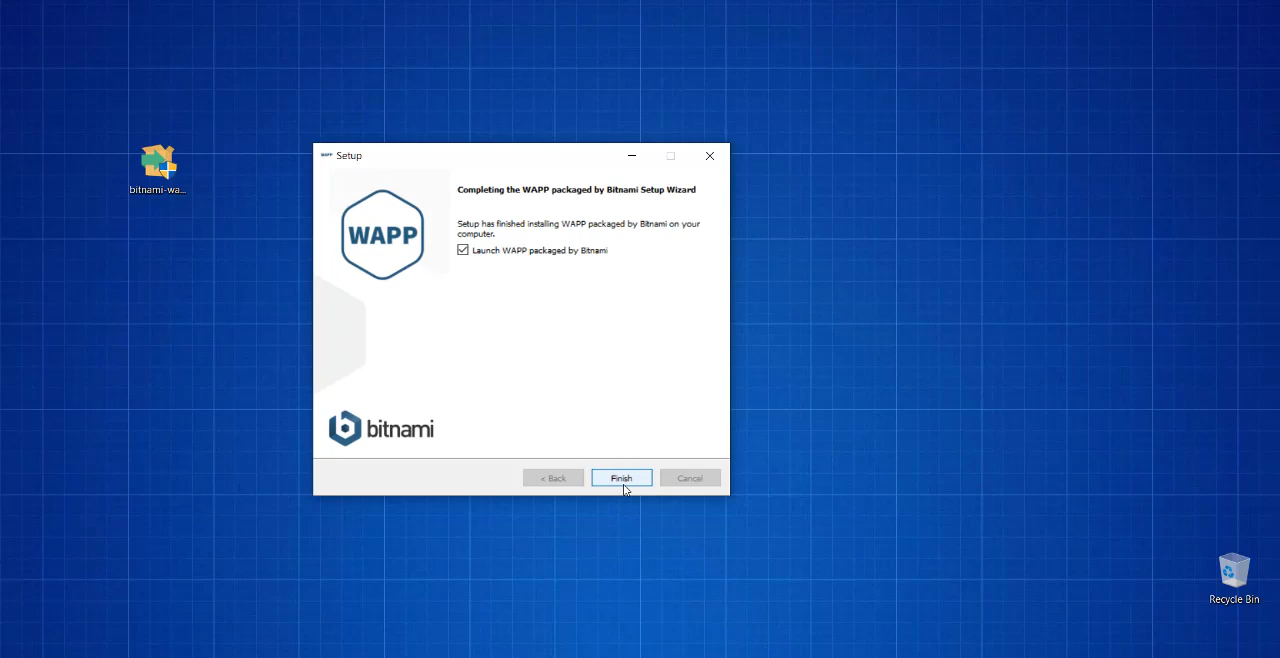 bitnami-wa...
WAPP Setup
Completing the WAPP packaged by Bitnami Setup Wizard
WAPP
Setup has finished installing WAPP packaged by Bitnami on your
computer.
Launch WAPP packaged by Bitnami
bitnami
< Back Finish Cancel
Recycle Bin